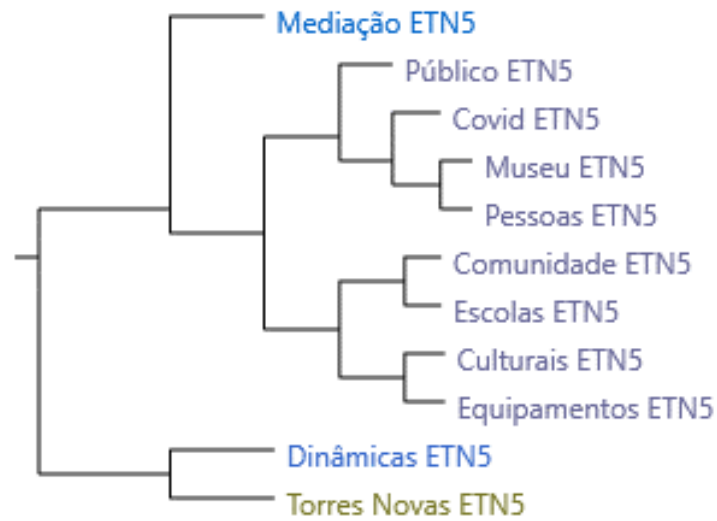 Mediação ETN5
Público ETN5
Covid ETN5
Museu ETN5
Pessoas ETN5
Comunidade ETN5
Escolas ETN5
Culturais ETN5
Equipamentos ETN5
Dinâmicas ETN5
Torres Novas ETN5